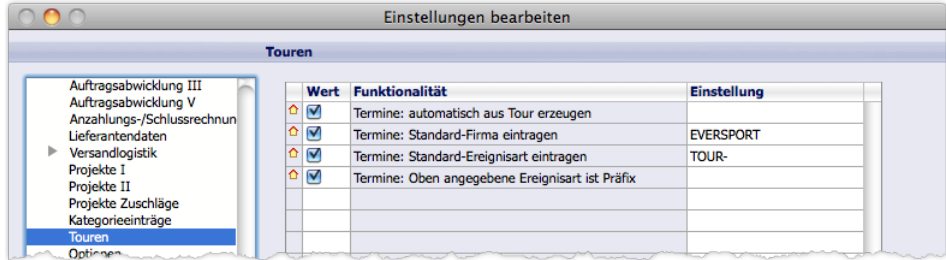 Einstellungen bearbeiten
Touren
Auftragsabwicklung III
Auftragsabwicklung V
Anzahlungs-/Schlussrechnun
Lieferantendaten
Versandlogistik
Projekte I
Projekte II
Projekte Zuschläge
Kategorieeinträge
Touren
Optionen
Wert Funktionalität Einstellung
Termine: automatisch aus Tour erzeugen
Termine: Standard-Firma eintragen EVERSPORT
Termine: Standard-Ereignisart eintragen TOUR-
Termine: Oben angegebene Ereignisart ist Präfix